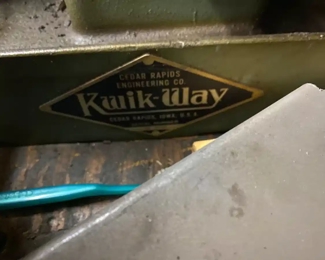 CEDAR RAPIDS
ENGINEERING CO.
Kwik-Way
CEDAR RAPIDS, IOWA, U.S.A.